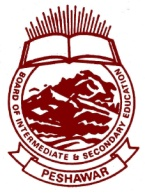 BOARD OF INTERMEDIATE & SECONDARY EDUCATION
PESHAWAR